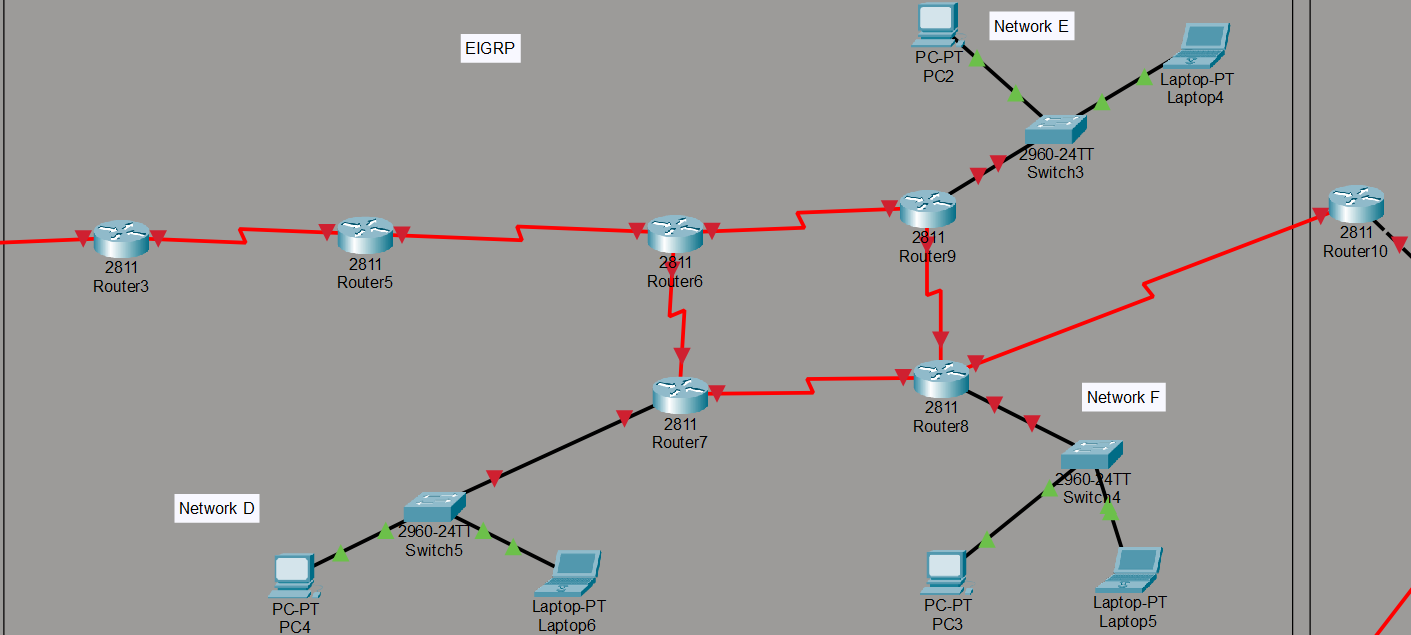 EIGRP
Network E
PC-PT
PC2
Laptop-PT
Laptop4
2960-24TT
Switch3
2811
Router3
2811
Router5
2811
Router6
2811
Router9
2811
Router10
2811
Router7
2811
Router8
Network F
2960-24TT
Switch4
Network D
2960-24TT
Switch5
PC-PT
PC4
Laptop-PT
Laptop6
PC-PT
PC3
Laptop-PT
Laptop5